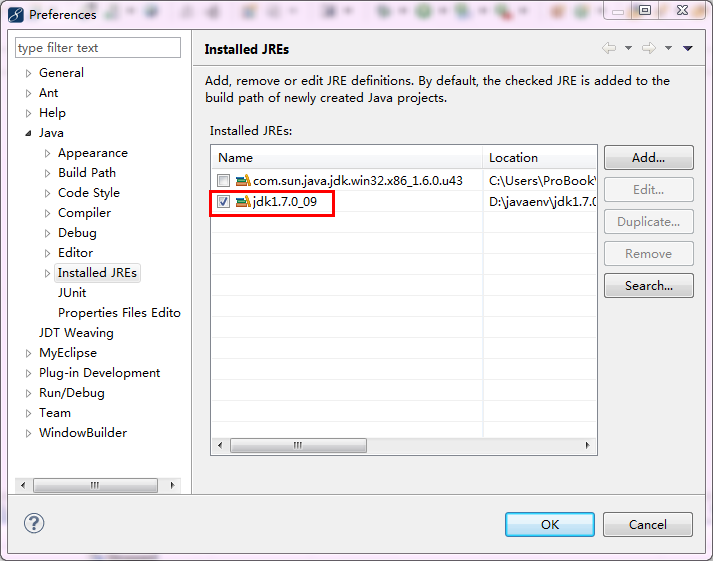 Preferences
type filter text
General
Ant
Help
Java
Appearance
Build Path
Code Style
Compiler
Debug
Editor
Installed JREs
JUnit
Properties Files Edito
JDT Weaving
MyEclipse
Plug-in Development
Run/Debug
Team
WindowBuilder
Installed JREs
Add, remove or edit JRE definitions. By default, the checked JRE is added to the
build path of newly created Java projects.
Installed JREs:
Name Location
com.sun.java.jdk.win32.x86_1.6.0.u43 C:\Users\ProBook\
jdk1.7.0_09 D:\javaenv\jdk1.7.0
Add...
Edit...
Duplicate...
Remove
Search...
?
OK
Cancel